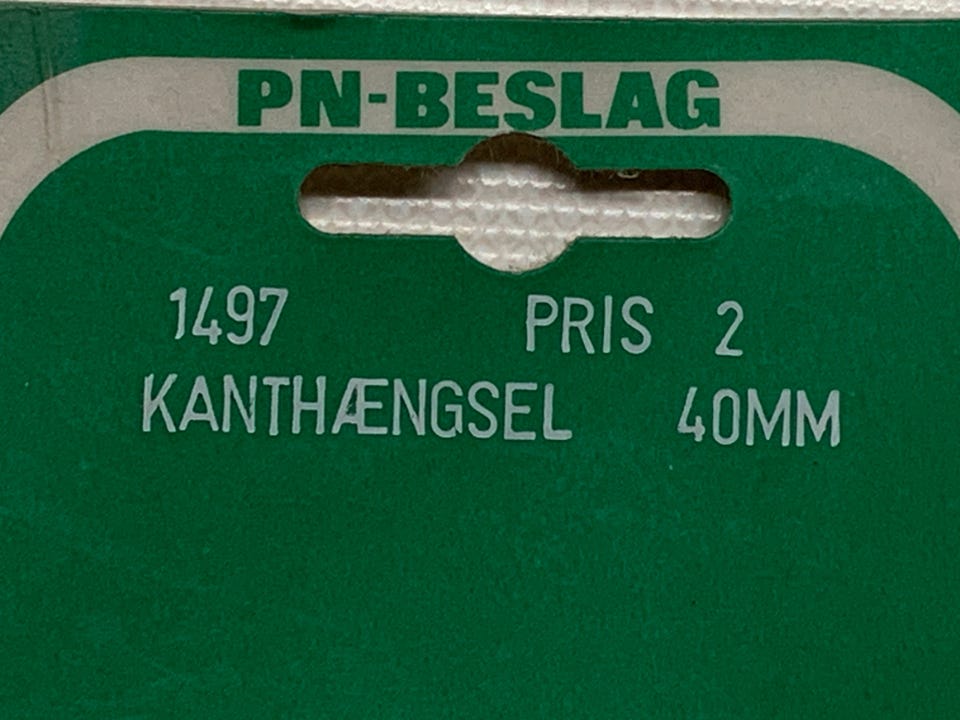 PN-BESLAG
1497 PRIS 2
KANTHÆNGSEL 40MM